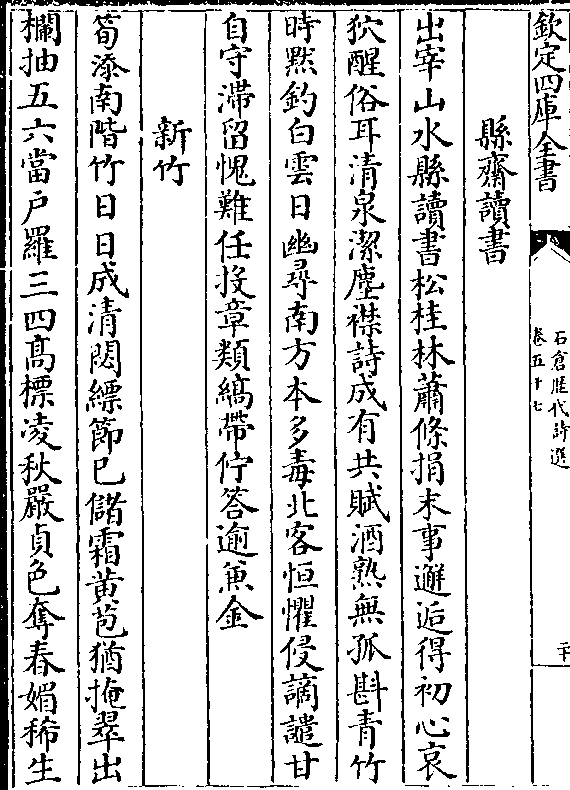 欽定四庫全書
石倉歷代詩選
卷五十七
二十
縣齋讀書
出宰山水縣讀書松桂林蕭條捐末事邂逅得初心哀
狖醒俗耳清泉潔塵襟詩成有共賦酒熟無孤斟青竹
時黙釣白雲日幽尋南方本多毒北客恒懼侵謫譴甘
自守滯留愧難任投章類縞帶佇答逾兼金
新竹
筍添南階竹日日成清閟縹節已儲霜黄苞猶掩翠出
欄抽五六當戶羅三四髙標凌秋嚴貞色奪春媚稀生